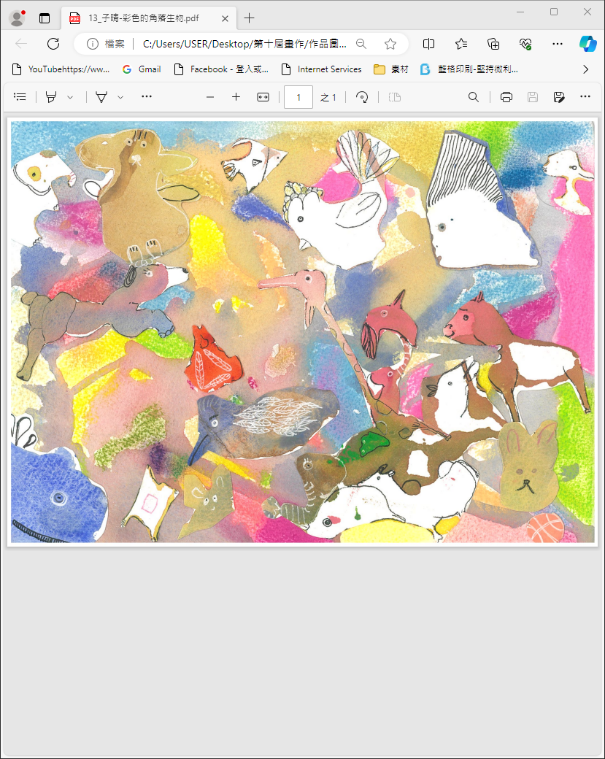 13_子晴-彩色的角落生物.pdf
檔案 C:/Users/USER/Desktop/第十屆畫作/作品圖...
YouTubehttps://ww... Gmail Facebook - 登入或... Internet Services 素材 健格印刷-堅持微利...
1 之 1